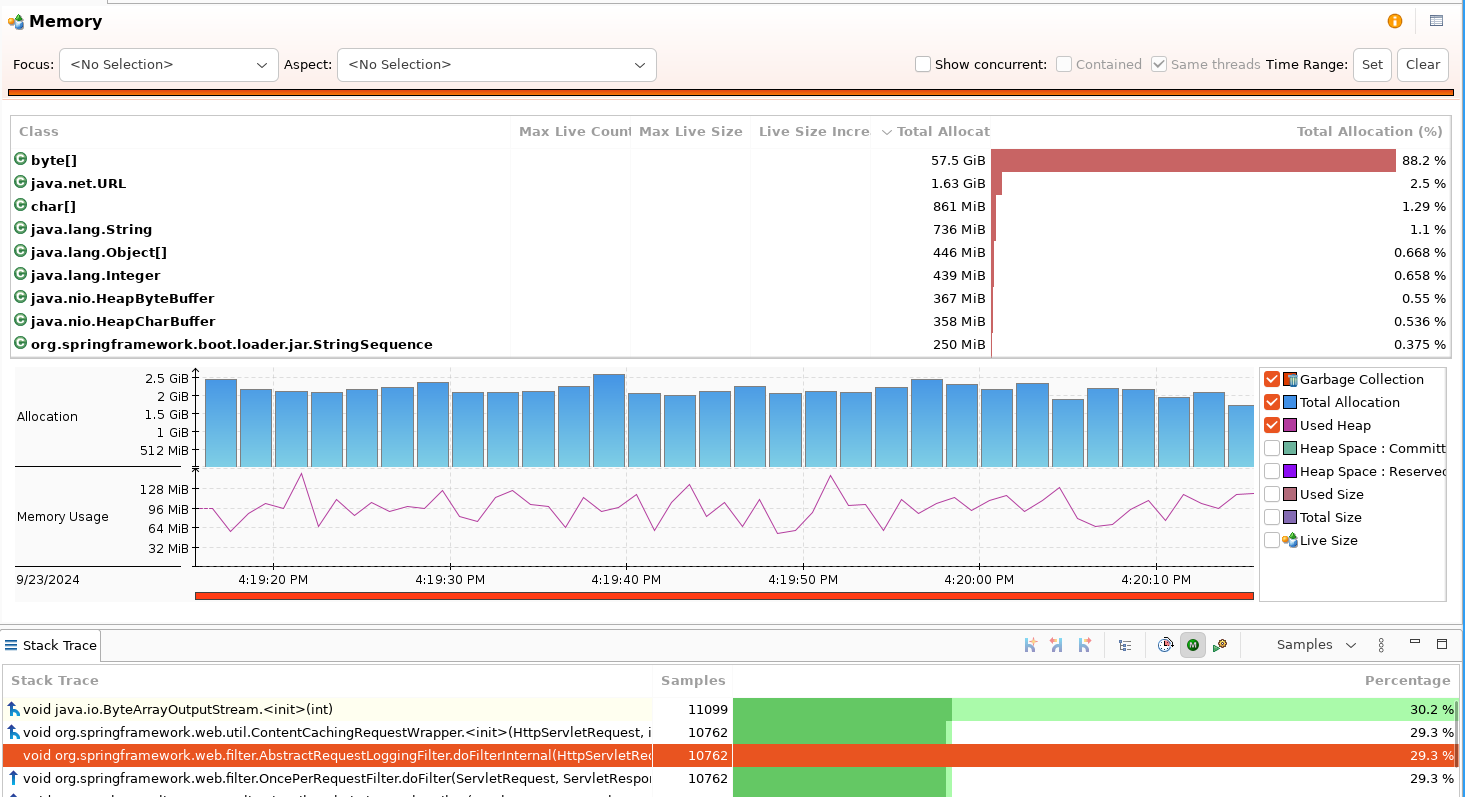 Memory
Focus: <No Selection> Aspect: <No Selection> Show concurrent: Contained Same threads Time Range: Set Clear
Class Max Live Count Max Live Size Live Size Incre Total Allocat Total Allocation (%)
byte[] 57.5 GiB 88.2 %
java.net.URL 1.63 GiB 2.5 %
char[] 861 MiB 1.29 %
java.lang.String 736 MiB 1.1 %
java.lang.Object[] 446 MiB 0.668 %
java.lang.Integer 439 MiB 0.658 %
java.nio.HeapByteBuffer 367 MiB 0.55 %
java.nio.HeapCharBuffer 358 MiB 0.536 %
org.springframework.boot.loader.jar.StringSequence 250 MiB 0.375 %
Allocation
2.5 GiB
2 GiB
1.5 GiB
1 GiB
512 MiB
Memory Usage
128 MiB
96 MiB
64 MiB
32 MiB
9/23/2024 4:19:20 PM 4:19:30 PM 4:19:40 PM 4:19:50 PM 4:20:00 PM 4:20:10 PM
Garbage Collection
Total Allocation
Used Heap
Heap Space : Committ
Heap Space : Reserved
Used Size
Total Size
Live Size
Stack Trace Samples
Stack Trace Samples Percentage
void java.io.ByteArrayOutputStream.<init>(int) 11099 30.2 %
void org.springframework.web.util.ContentCachingRequestWrapper.<init>(HttpServletRequest, i 10762 29.3 %
void org.springframework.web.filter.AbstractRequestLoggingFilter.doFilterInternal(HttpServletRec 10762 29.3 %
void org.springframework.web.filter.OncePerRequestFilter.doFilter(ServletRequest, ServletRespo 10762 29.3 %